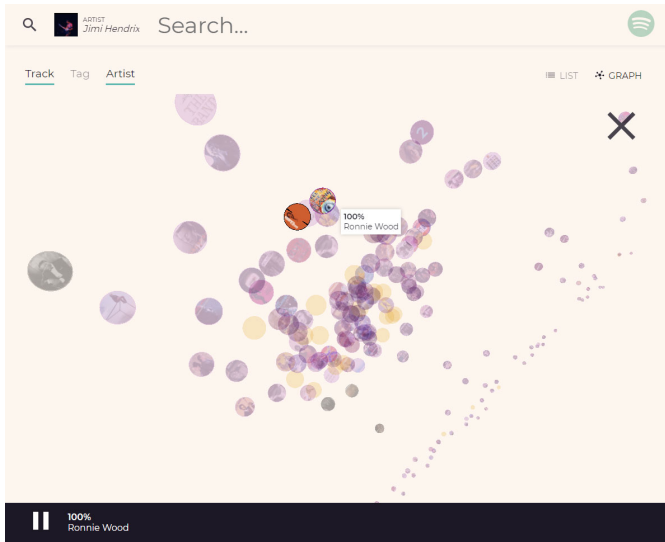 ARTIST
Jimi Hendrix
Search...
Track Tag Artist
LIST GRAPH
100%
Ronnie Wood
100%
Ronnie Wood